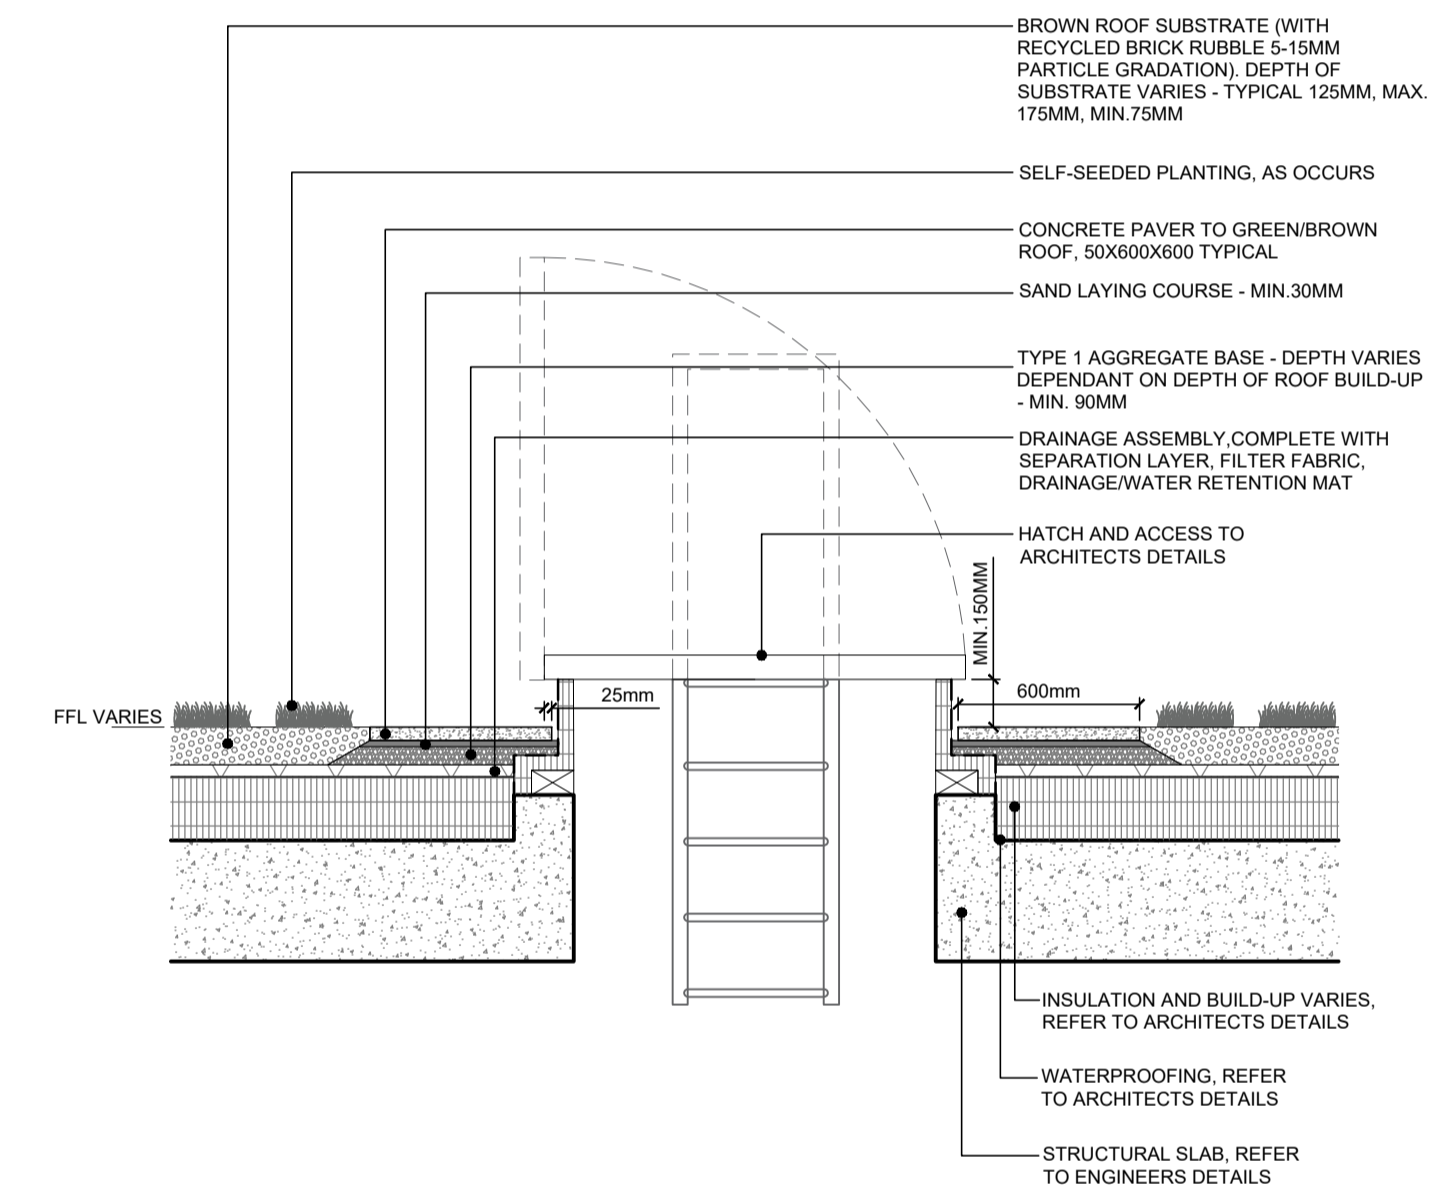 BROWN ROOF SUBSTRATE (WITH
RECYCLED BRICK RUBBLE 5-15MM
PARTICLE GRADATION). DEPTH OF
SUBSTRATE VARIES - TYPICAL 125MM, MAX.
175MM, MIN.75MM
SELF-SEEDED PLANTING, AS OCCURS
CONCRETE PAVER TO GREEN/BROWN
ROOF, 50X600X600 TYPICAL
SAND LAYING COURSE - MIN.30MM
TYPE 1 AGGREGATE BASE - DEPTH VARIES
DEPENDANT ON DEPTH OF ROOF BUILD-UP
- MIN. 90MM
DRAINAGE ASSEMBLY,COMPLETE WITH
SEPARATION LAYER, FILTER FABRIC,
DRAINAGE/WATER RETENTION MAT
HATCH AND ACCESS TO
ARCHITECTS DETAILS
MIN.150MM
25mm
600mm
FFL VARIES
INSULATION AND BUILD-UP VARIES,
REFER TO ARCHITECTS DETAILS
WATERPROOFING, REFER
TO ARCHITECTS DETAILS
STRUCTURAL SLAB, REFER
TO ENGINEERS DETAILS